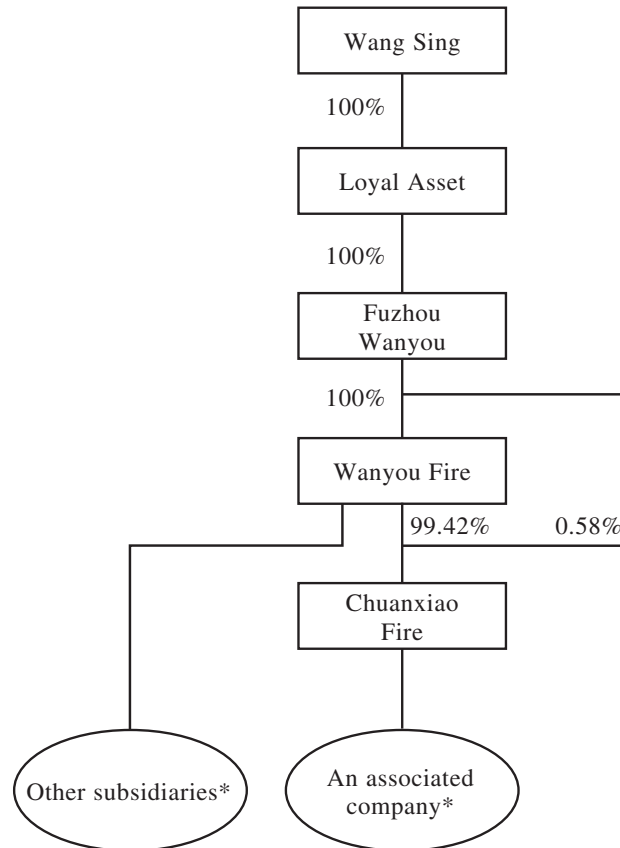 Wang Sing
100%
Loyal Asset
100%
Fuzhou
Wanyou
100%
Wanyou Fire
99.42%
0.58%
Chuanxiao
Fire
Other subsidiaries*
An associated
company*